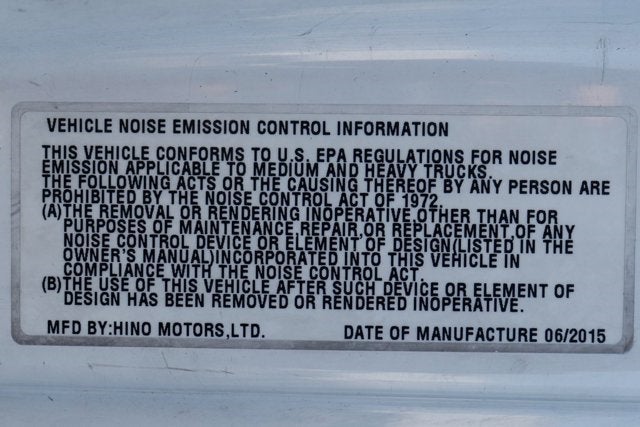 VEHICLE NOISE EMISSION CONTROL INFORMATION
THIS VEHICLE CONFORMS TO U.S. EPA REGULATIONS FOR NOISE
EMISSION APPLICABLE TO MEDIUM AND HEAVY TRUCKS.
THE FOLLOWING ACTS OR THE CAUSING THEREOF BY ANY PERSON ARE
PROHIBITED BY THE NOISE CONTROL ACT OF 1972.
(A)THE REMOVAL OR RENDERING INOPERATIVE,OTHER THAN FOR
PURPOSES OF MAINTENANCE,REPAIR,OR REPLACEMENT,OF ANY
NOISE CONTROL DEVICE OR ELEMENT OF DESIGN(LISTED IN THE
OWNER'S MANUAL)INCORPORATED INTO THIS VEHICLE IN
COMPLIANCE WITH THE NOISE CONTROL ACT.
(B)THE USE OF THIS VEHICLE AFTER SUCH DEVICE OR ELEMENT OF
DESIGN HAS BEEN REMOVED OR RENDERED INOPERATIVE.
MFD BY:HINO MOTORS,LTD. DATE OF MANUFACTURE 06/2015